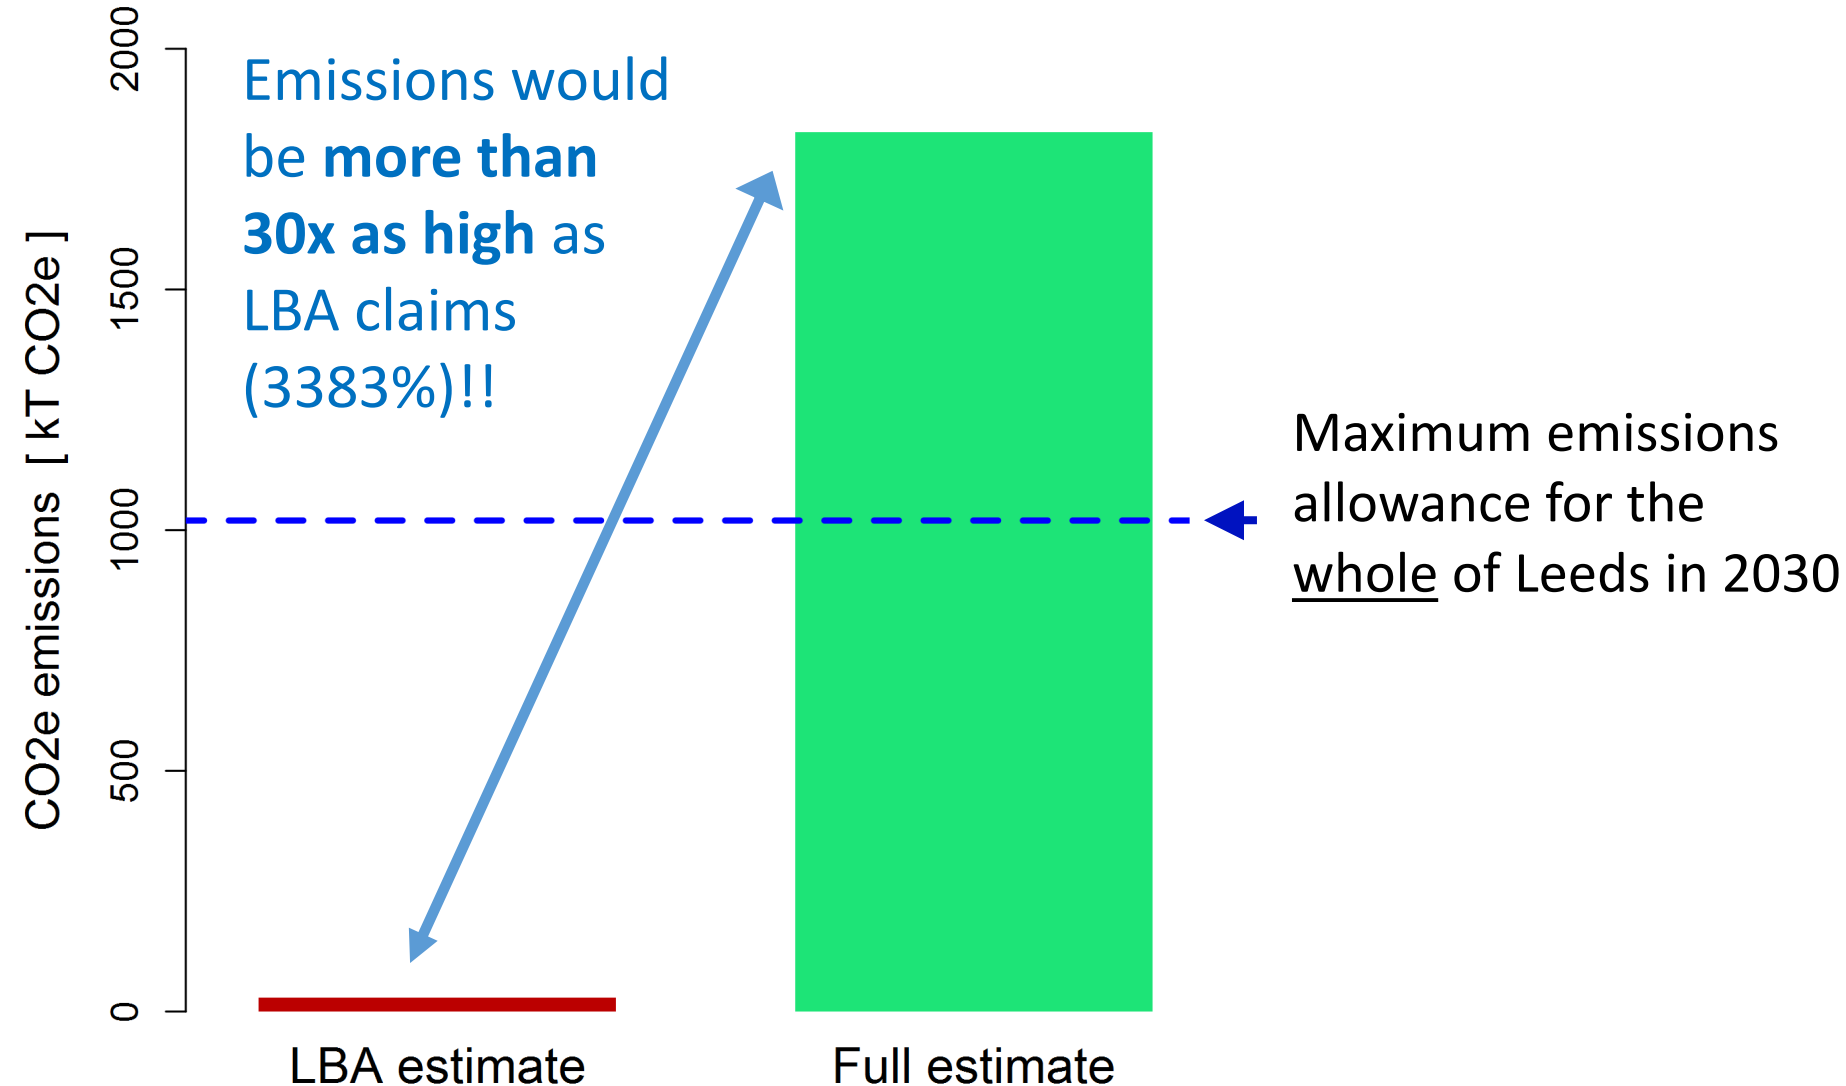 CO2e emissions [ kT CO2e ]
2000
1500
1000
500
0
Emissions would
be more than
30x as high as
LBA claims
(3383%)!!
Maximum emissions
allowance for the
whole of Leeds in 2030
LBA estimate
Full estimate